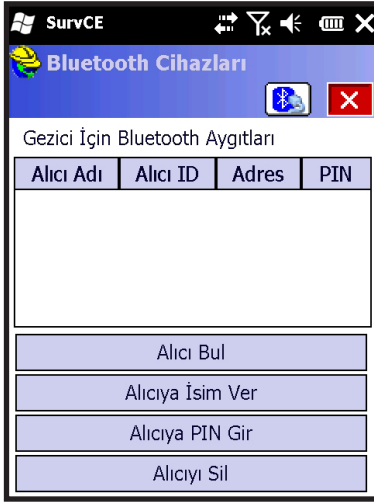 SurvCE
Bluetooth Cihazları
Gezici İçin Bluetooth Aygıtları
Alıcı Adı Alıcı ID Adres PIN
Alıcı Bul
Alıcıya İsim Ver
Alıcıya PIN Gir
Alıcıyı Sil